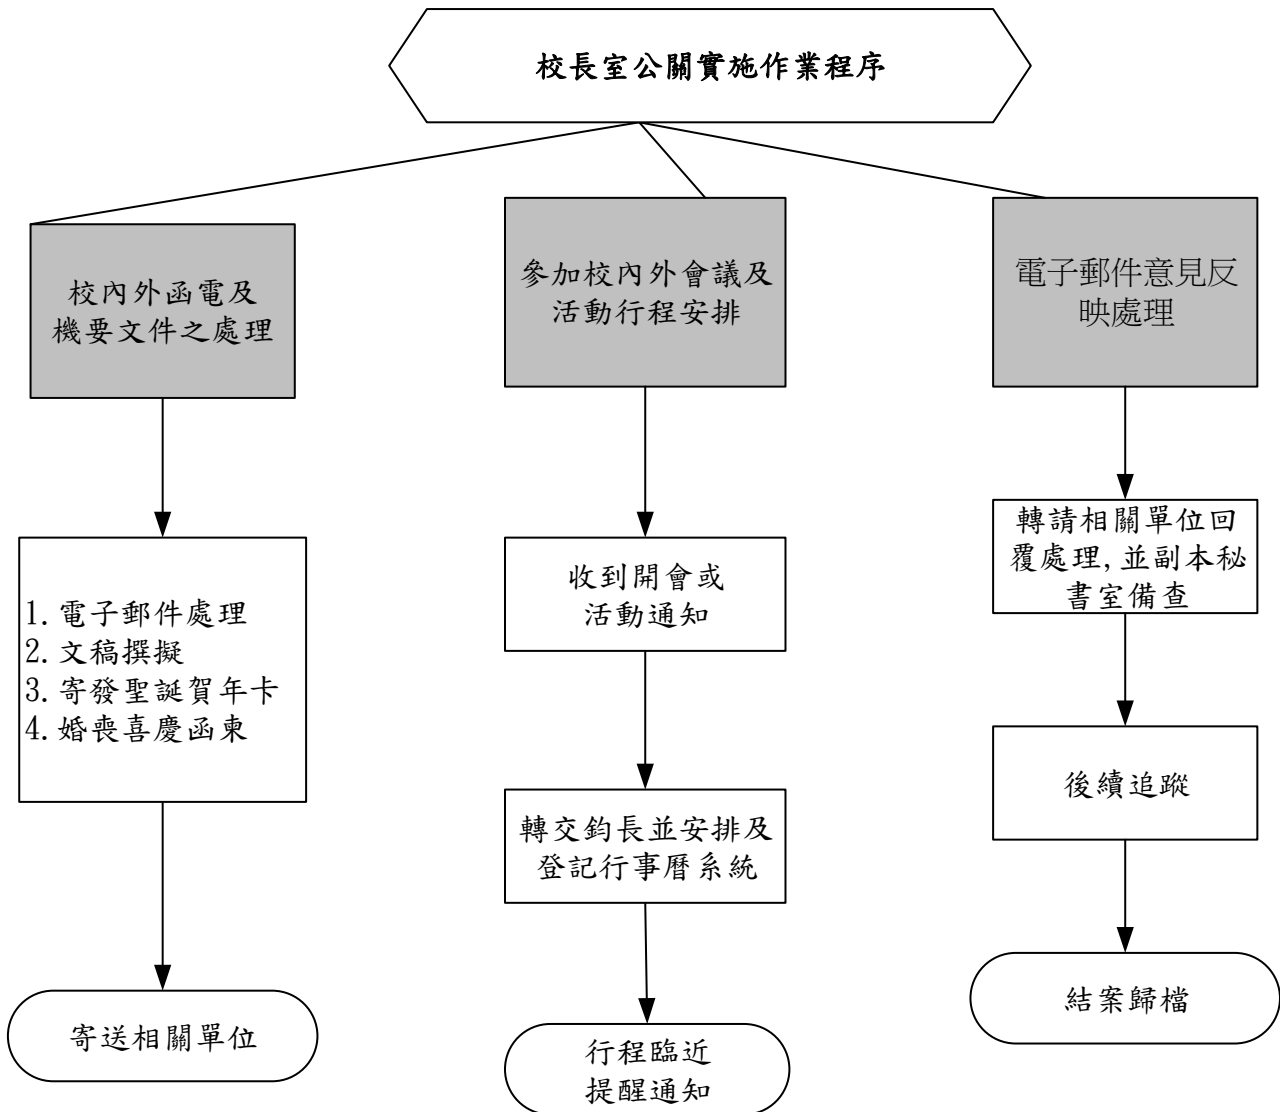 校長室公關實施作業程序
校內外函電及
機要文件之處理
參加校內外會議及
活動行程安排
電子郵件意見反
映處理
1. 電子郵件處理
2. 文稿撰擬
3. 寄發聖誕賀年卡
4. 婚喪喜慶函東
收到開會或
活動通知
轉請相關單位回
覆處理, 並副本秘
書室備查
轉交鈞長並安排及
登記行事曆系統
後續追蹤
寄送相關單位
行程臨近
提醒通知
結案歸檔